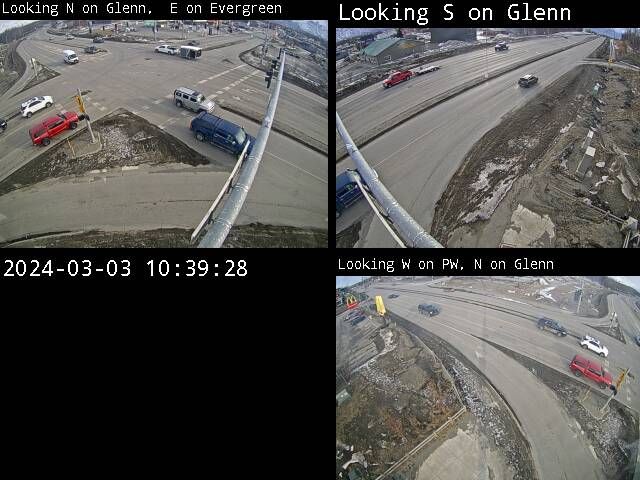 Looking N on Glenn, E on Evergreen
Looking S on Glenn
2024-03-03 10:39:28
Looking W on PW, N on Glenn